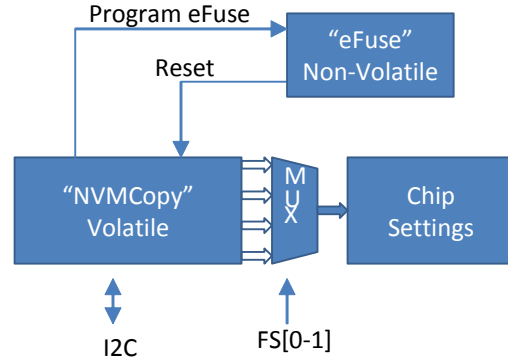 Program eFuse
“eFuse”
Non-Volatile
Reset
“NVMCopy”
Volatile
M
U
X
Chip
Settings
I2C
FS[0-1]